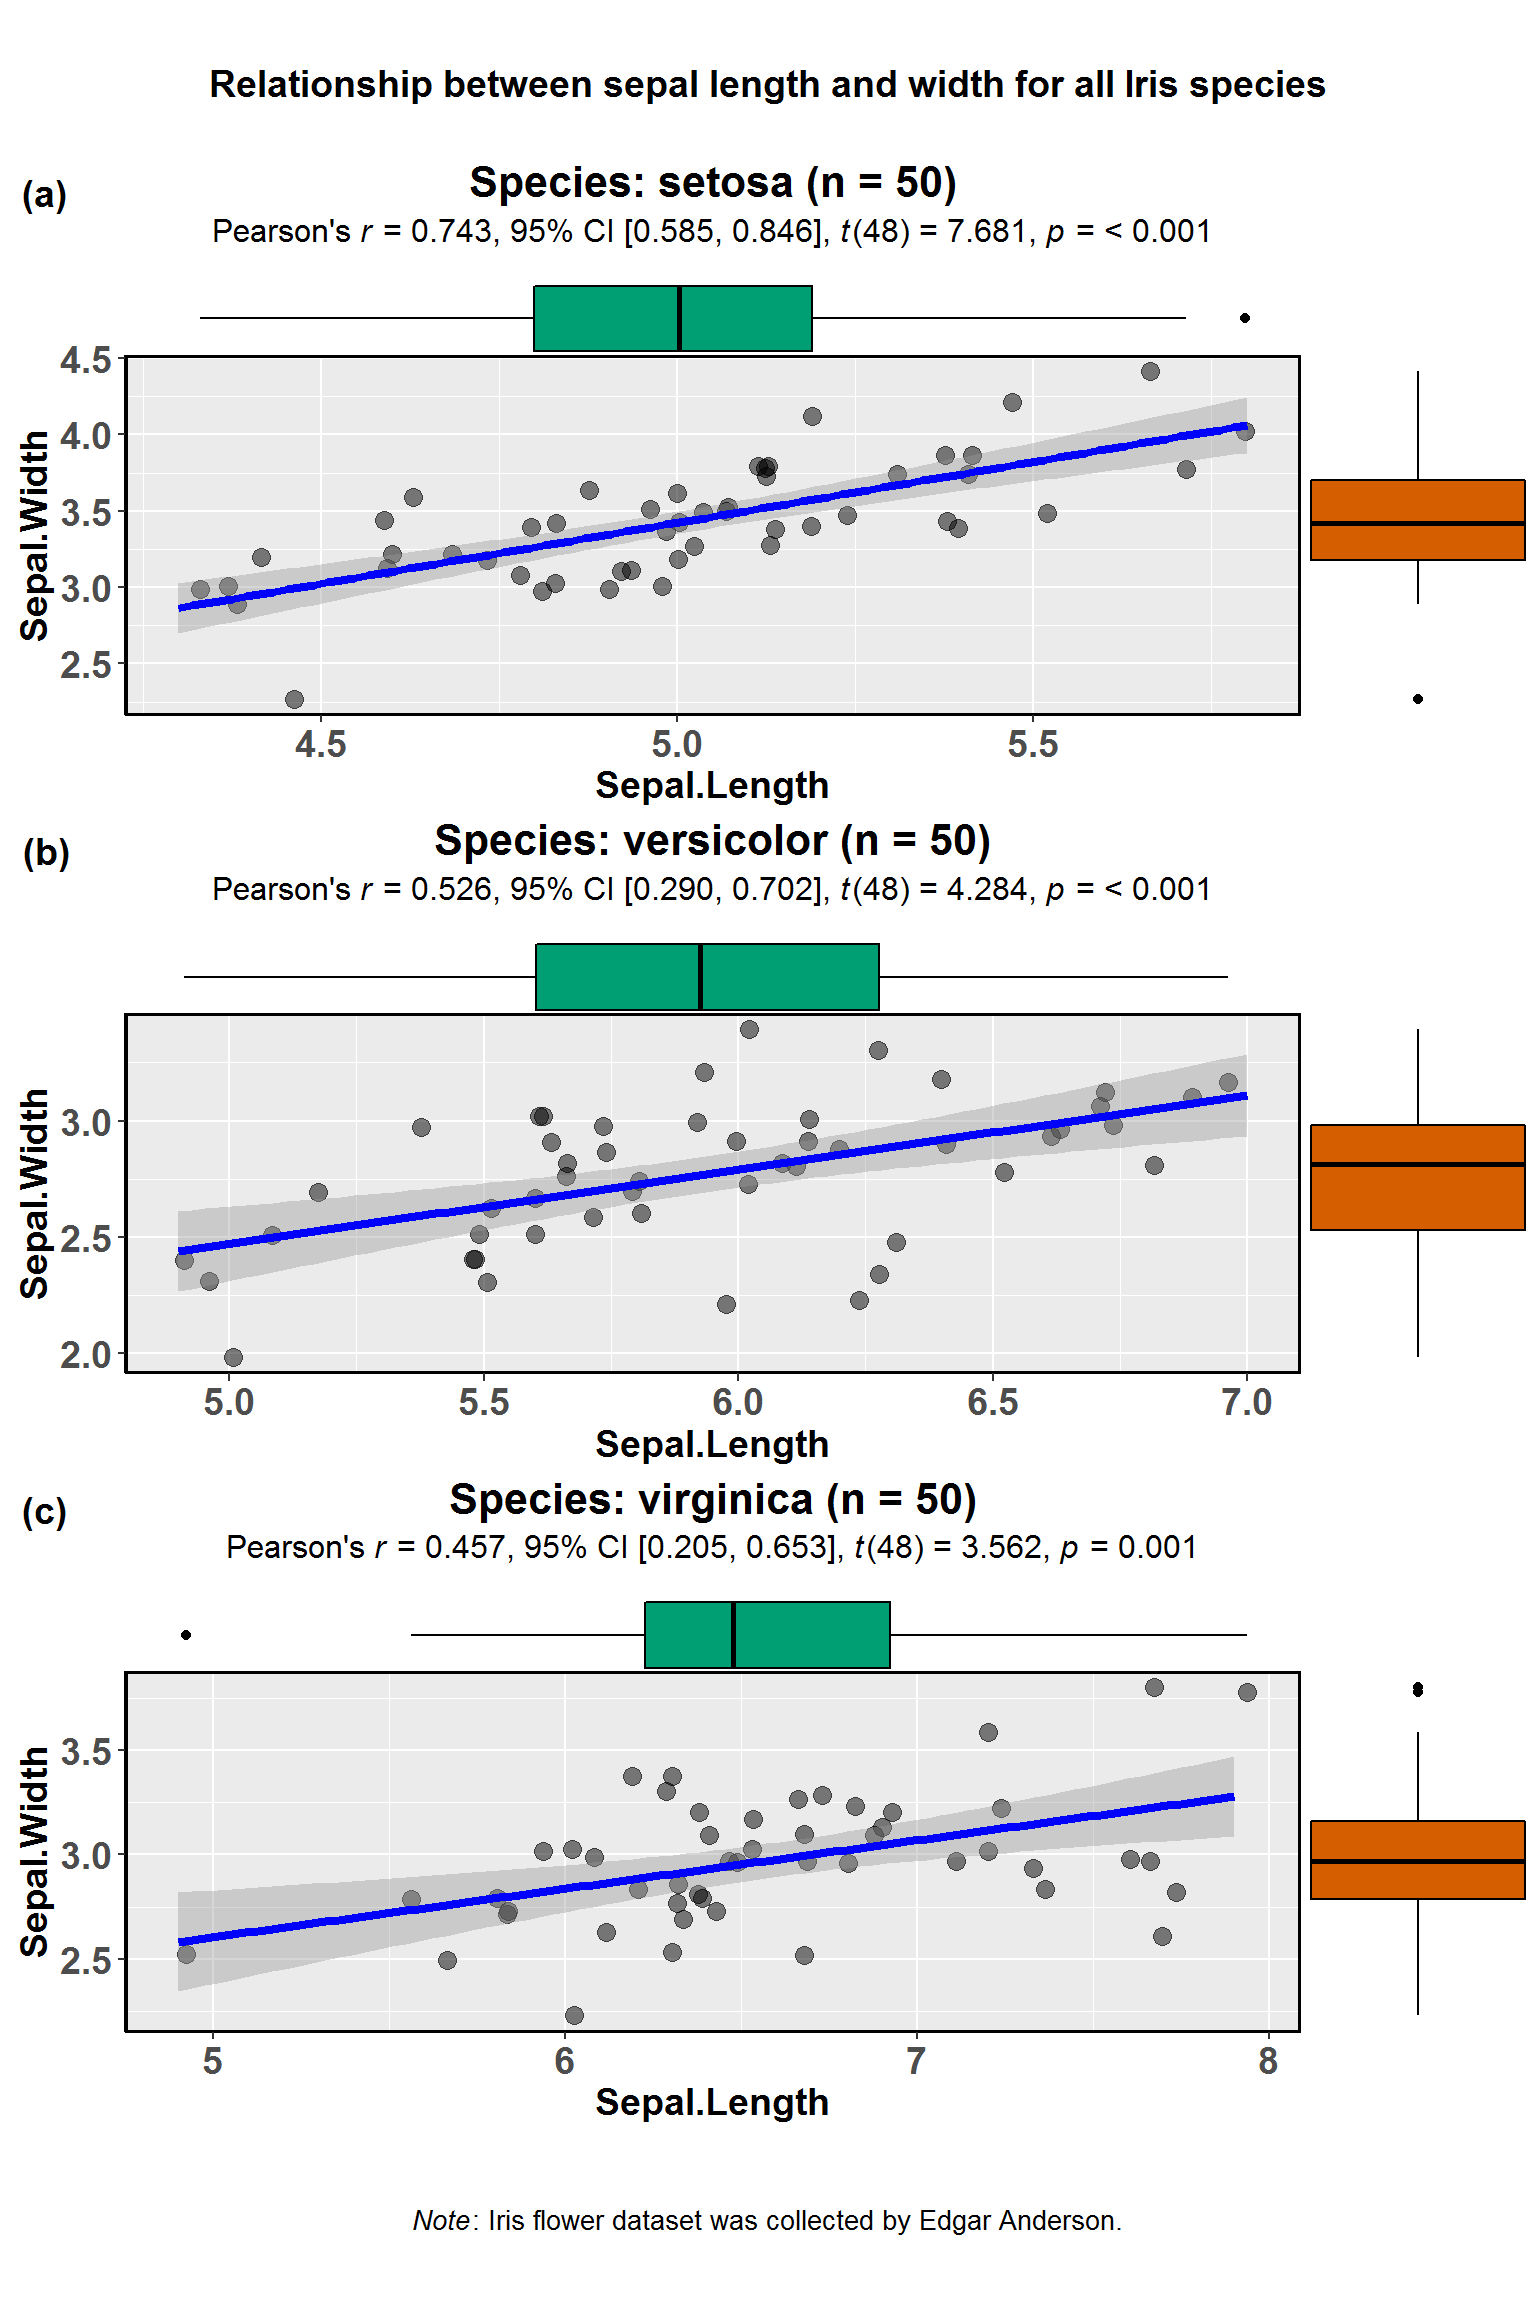 Relationship between sepal length and width for all Iris species
(a)
Species: setosa (n = 50)
Pearson's r = 0.743, 95% CI [0.585, 0.846], t(48) = 7.681, p = < 0.001
4.5
4.0
3.5
3.0
2.5
Sepal.Width
4.5 5.0 5.5
Sepal.Length
(b)
Species: versicolor (n = 50)
Pearson's r = 0.526, 95% CI [0.290, 0.702], t(48) = 4.284, p = < 0.001
3.0
2.5
2.0
Sepal.Width
5.0 5.5 6.0 6.5 7.0
Sepal.Length
(c)
Species: virginica (n = 50)
Pearson's r = 0.457, 95% CI [0.205, 0.653], t(48) = 3.562, p = 0.001
3.5
3.0
2.5
Sepal.Width
5 6 7 8
Sepal.Length
Note: Iris flower dataset was collected by Edgar Anderson.